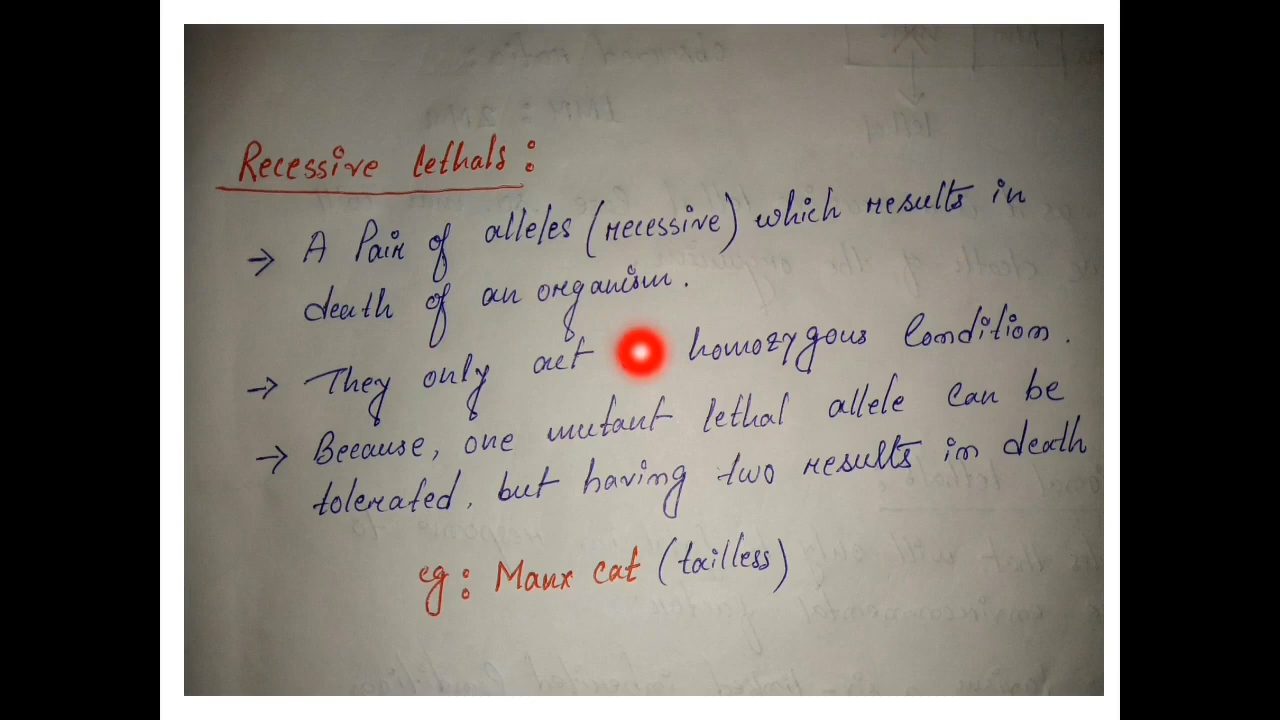 Recessive lethals :
→ A Pair of alleles (recessive) which results in
death of an organism.
→ They only act homozygous Condition.
→ Because, one mutant lethal allele can be
tolerated, but having two results in death
eg : Manx cat (tailless)